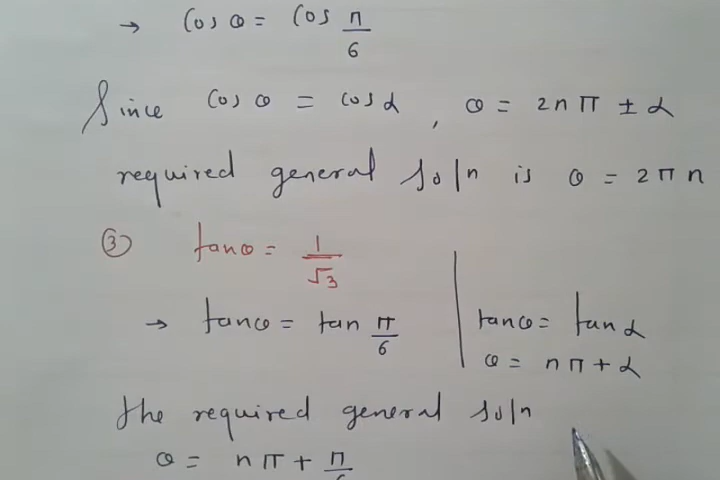 → Cos θ = Cos π/6
Since Cos θ = cos α, θ = 2nπ ± α
required general soln is θ = 2πn
③ tanθ = 1/√3
→ tanθ = tan π/6
tanθ = tan α
θ = nπ + α
the required general soln
θ = nπ + π/6